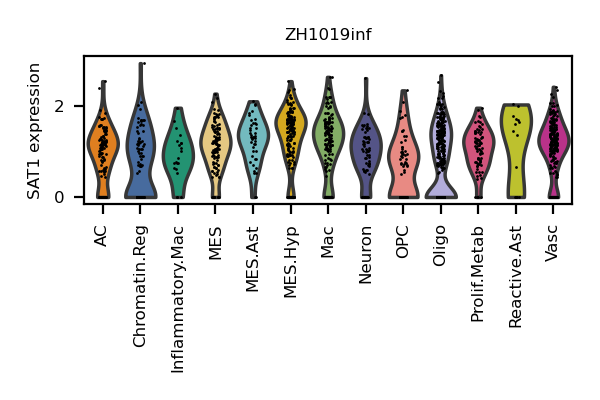 ZH1019inf
SAT1 expression
2
0
AC
Chromatin.Reg
Inflammatory.Mac
MES
MES.Ast
MES.Hyp
Mac
Neuron
OPC
Oligo
Prolif.Metab
Reactive.Ast
Vasc